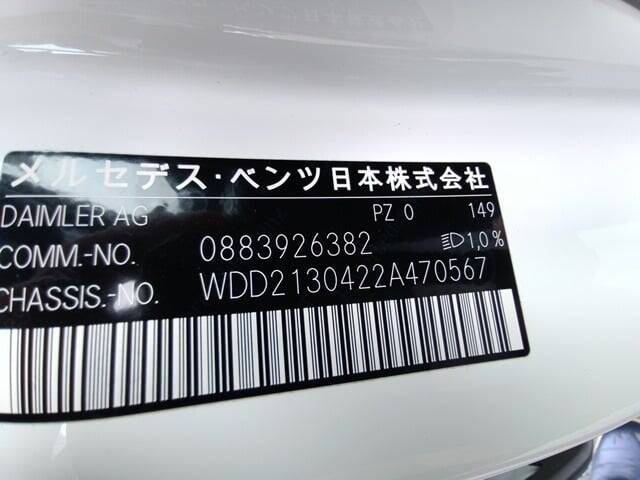 メルセデス・ベンツ日本株式会社
DAIMLER AG PZ 0 149
COMM.-NO. 0883926382 1,0%
CHASSIS.-NO. WDD2130422A470567